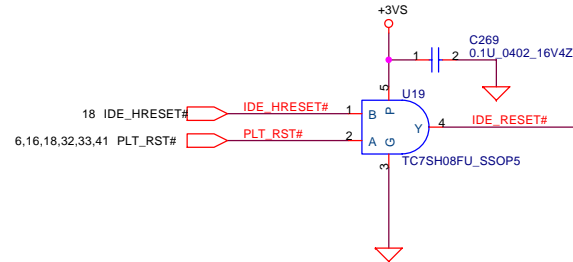 +3VS
C269
1 2 0.1U_0402_16V4Z
5 U19
18 IDE_HRESET# IDE_HRESET# 1 B P
6,16,18,32,33,41 PLT_RST# PLT_RST# 2 A G Y 4 IDE_RESET#
3 TC7SH08FU_SSOP5